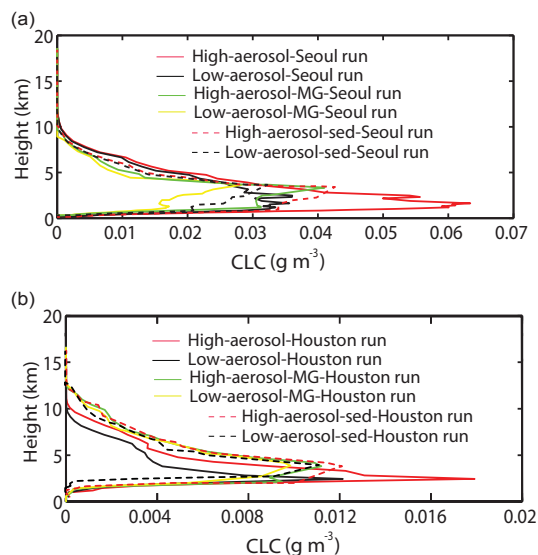 (a)
20
High-aerosol-Seoul run
Low-aerosol-Seoul run
15
High-aerosol-MG-Seoul run
Low-aerosol-MG-Seoul run
Height (km)
10
High-aerosol-sed-Seoul run
Low-aerosol-sed-Seoul run
5
0
0 0.01 0.02 0.03 0.04 0.05 0.06 0.07
CLC (g m⁻³)
(b)
20
High-aerosol-Houston run
Low-aerosol-Houston run
15
High-aerosol-MG-Houston run
Low-aerosol-MG-Houston run
Height (km)
10
High-aerosol-sed-Houston run
Low-aerosol-sed-Houston run
5
0
0 0.004 0.008 0.012 0.016 0.02
CLC (g m⁻³)